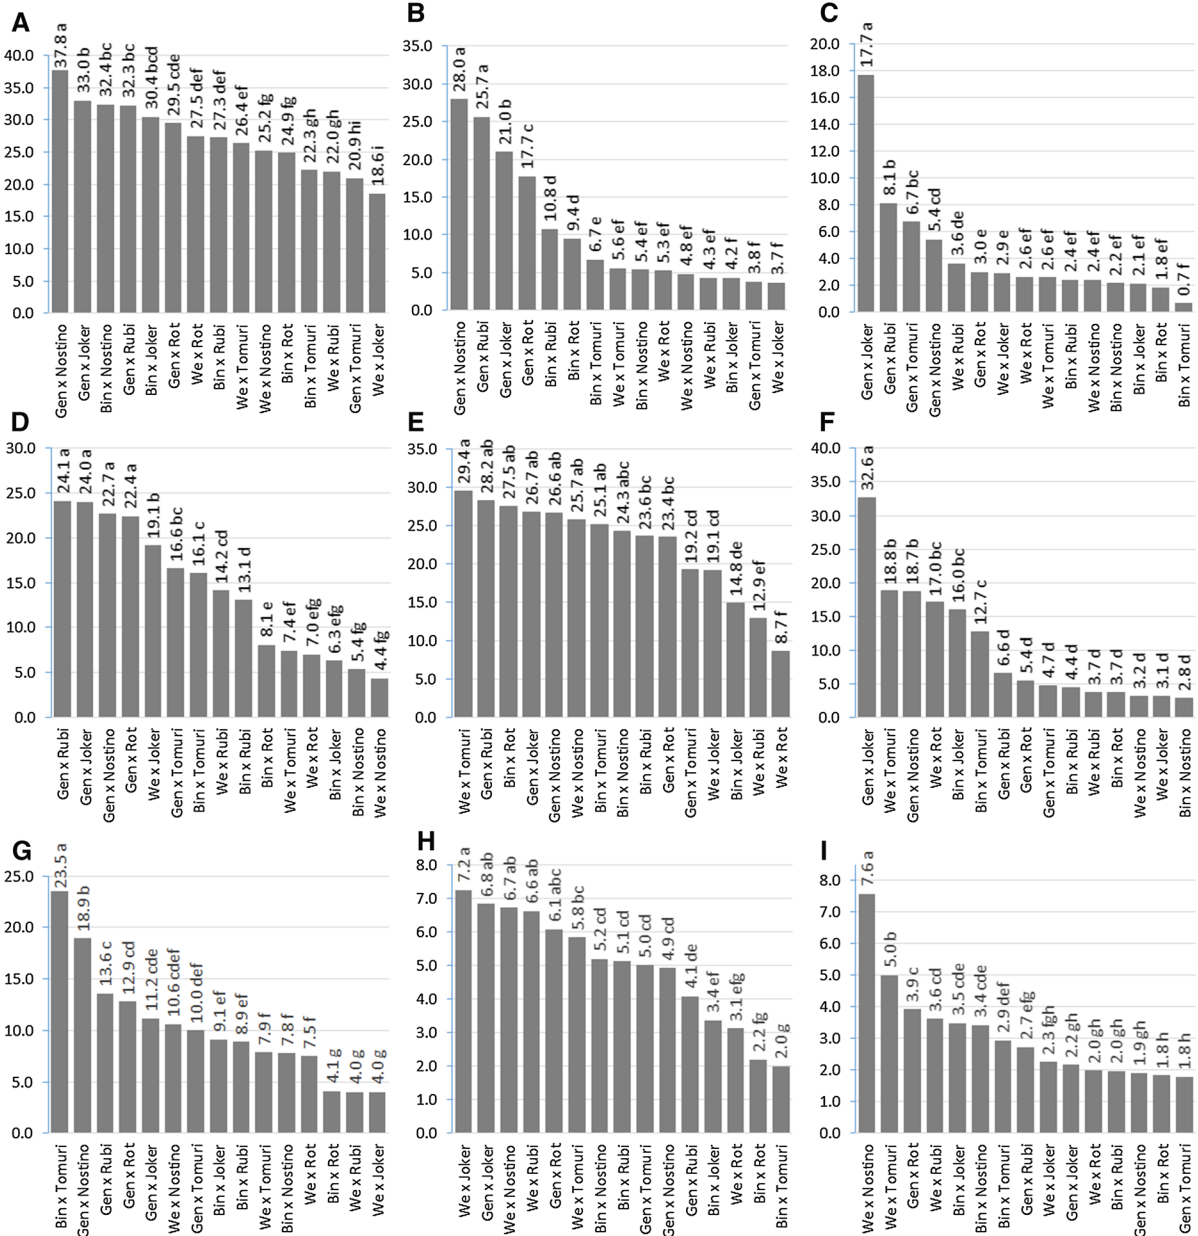 A
40.0
35.0
30.0
25.0
20.0
15.0
10.0
5.0
0.0
37.8 a
33.0 b
32.4 bc
32.3 bc
30.4 bcd
29.5 cde
27.5 def
27.3 def
26.4 ef
25.2 fg
24.9 fg
22.3 gh
22.0 gh
20.9 hi
18.6 i
Gen x Nostino
Gen x Joker
Bin x Nostino
Gen x Rubi
Bin x Joker
Gen x Rot
We x Rot
Bin x Rubi
We x Tomuri
We x Nostino
Bin x Rot
Bin x Tomuri
We x Rubi
Gen x Tomuri
We x Joker
B
35.0
30.0
25.0
20.0
15.0
10.0
5.0
0.0
28.0 a
25.7 a
21.0 b
17.7 c
10.8 d
9.4 d
6.7 e
5.6 ef
5.4 ef
5.3 ef
4.8 ef
4.3 ef
4.2 f
3.8 f
3.7 f
Gen x Nostino
Gen x Rubi
Gen x Joker
Gen x Rot
Bin x Rubi
Bin x Rot
Bin x Tomuri
We x Tomuri
Bin x Nostino
We x Rot
We x Nostino
We x Rubi
Bin x Joker
Gen x Tomuri
We x Joker
C
20.0
18.0
16.0
14.0
12.0
10.0
8.0
6.0
4.0
2.0
0.0
17.7 a
8.1 b
6.7 bc
5.4 cd
3.6 de
3.0 e
2.9 e
2.6 ef
2.6 ef
2.4 ef
2.4 ef
2.2 ef
2.1 ef
1.8 ef
0.7 f
Gen x Joker
Gen x Rubi
Gen x Tomuri
Gen x Nostino
We x Rubi
Gen x Rot
We x Joker
We x Rot
We x Tomuri
Bin x Rubi
We x Nostino
Bin x Nostino
Bin x Joker
Bin x Rot
Bin x Tomuri
D
30.0
25.0
20.0
15.0
10.0
5.0
0.0
24.1 a
24.0 a
22.7 a
22.4 a
19.1 b
16.6 bc
16.1 c
14.2 cd
13.1 d
8.1 e
7.4 ef
7.0 efg
6.3 efg
5.4 fg
4.4 fg
Gen x Rubi
Gen x Joker
Gen x Nostino
Gen x Rot
We x Joker
Gen x Tomuri
Bin x Tomuri
We x Rubi
Bin x Rubi
Bin x Rot
We x Tomuri
We x Rot
Bin x Joker
Bin x Nostino
We x Nostino
E
35.0
30.0
25.0
20.0
15.0
10.0
5.0
0.0
29.4 a
28.2 ab
27.5 ab
26.7 ab
26.6 ab
25.7 ab
25.1 ab
24.3 abc
23.6 bc
23.4 bc
19.2 cd
19.1 cd
14.8 de
12.9 ef
8.7 f
We x Tomuri
Gen x Rubi
Bin x Rot
Gen x Joker
Gen x Nostino
We x Nostino
Bin x Tomuri
Bin x Nostino
Bin x Rubi
Gen x Rot
Gen x Tomuri
We x Joker
Bin x Joker
We x Rubi
We x Rot
F
40.0
35.0
30.0
25.0
20.0
15.0
10.0
5.0
0.0
32.6 a
18.8 b
18.7 b
17.0 bc
16.0 bc
12.7 c
6.6 d
5.4 d
4.7 d
4.4 d
3.7 d
3.7 d
3.2 d
3.1 d
2.8 d
Gen x Joker
We x Tomuri
Gen x Nostino
We x Rot
Bin x Joker
Bin x Tomuri
Gen x Rubi
Gen x Rot
Gen x Tomuri
Bin x Rubi
We x Rubi
Bin x Rot
We x Nostino
We x Joker
Bin x Nostino
G
25.0
20.0
15.0
10.0
5.0
0.0
23.5 a
18.9 b
13.6 c
12.9 cd
11.2 cde
10.6 cdef
10.0 def
9.1 ef
8.9 ef
7.9 f
7.8 f
7.5 f
4.1 g
4.0 g
4.0 g
Bin x Tomuri
Gen x Nostino
Gen x Rubi
Gen x Rot
Gen x Joker
We x Nostino
Gen x Tomuri
Bin x Joker
Bin x Rubi
We x Tomuri
Bin x Nostino
We x Rot
Bin x Rot
We x Rubi
We x Joker
H
8.0
7.0
6.0
5.0
4.0
3.0
2.0
1.0
0.0
7.2 a
6.8 ab
6.7 ab
6.6 ab
6.1 abc
5.8 bc
5.2 cd
5.1 cd
5.0 cd
4.9 cd
4.1 de
3.4 ef
3.1 efg
2.2 fg
2.0 g
We x Joker
Gen x Joker
We x Nostino
We x Rubi
Gen x Rot
We x Tomuri
Bin x Nostino
Bin x Rubi
Gen x Tomuri
Gen x Nostino
Gen x Rubi
Bin x Joker
We x Rot
Bin x Rot
Bin x Tomuri
I
8.0
7.0
6.0
5.0
4.0
3.0
2.0
1.0
0.0
7.6 a
5.0 b
3.9 c
3.6 cd
3.5 cde
3.4 cde
2.9 def
2.7 efg
2.3 fgh
2.2 gh
2.0 gh
2.0 gh
1.9 gh
1.8 h
1.8 h
We x Nostino
We x Tomuri
Gen x Rot
We x Rubi
Bin x Joker
Bin x Nostino
Bin x Tomuri
Gen x Rubi
We x Joker
Gen x Joker
We x Rot
Bin x Rubi
Gen x Nostino
Bin x Rot
Gen x Tomuri